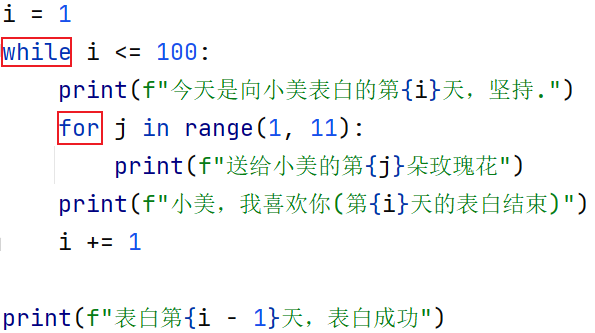 i = 1
while i <= 100:
    print(f"今天是向小美表白的第{i}天，坚持.")
    for j in range(1, 11):
        print(f"送给小美的第{j}朵玫瑰花")
    print(f"小美，我喜欢你(第{i}天的表白结束)")
    i += 1

print(f"表白第{i - 1}天，表白成功")